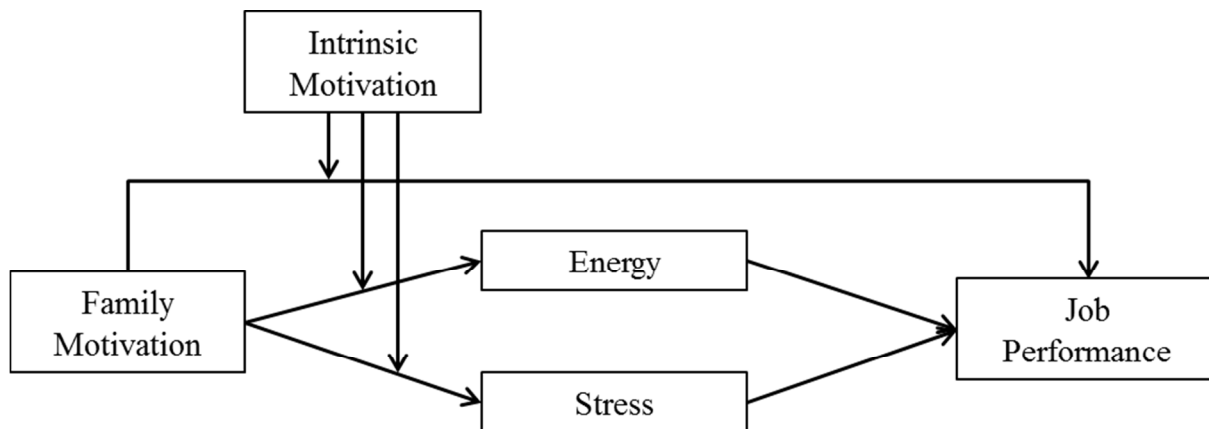 Intrinsic
Motivation
Energy
Family
Motivation
Job
Performance
Stress